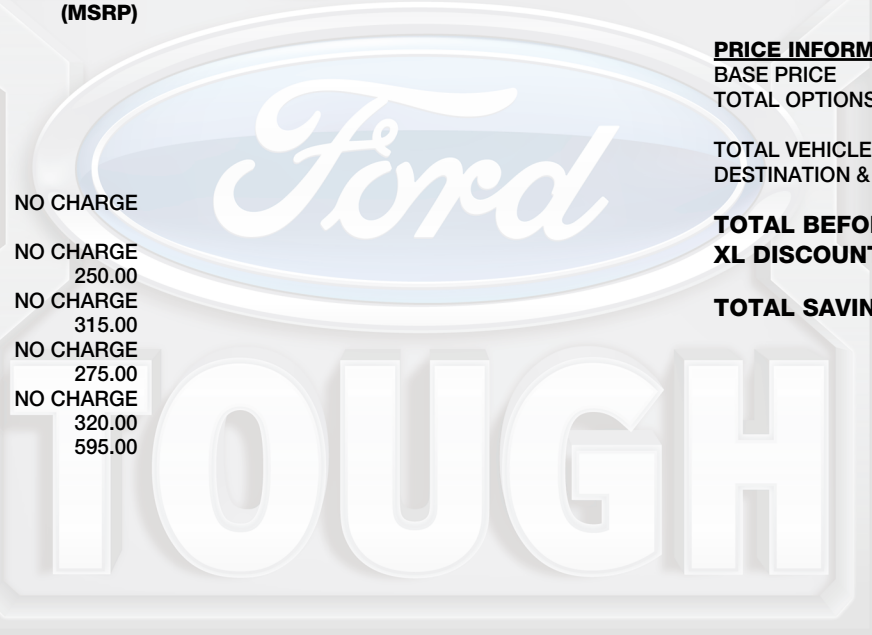 (MSRP)
NO CHARGE
NO CHARGE
250.00
NO CHARGE
315.00
NO CHARGE
275.00
NO CHARGE
320.00
595.00
PRICE INFORM
BASE PRICE
TOTAL OPTIONS
TOTAL VEHICLE
DESTINATION &
TOTAL BEFO
XL DISCOUNT
TOTAL SAVIN
Ford
TOUGH